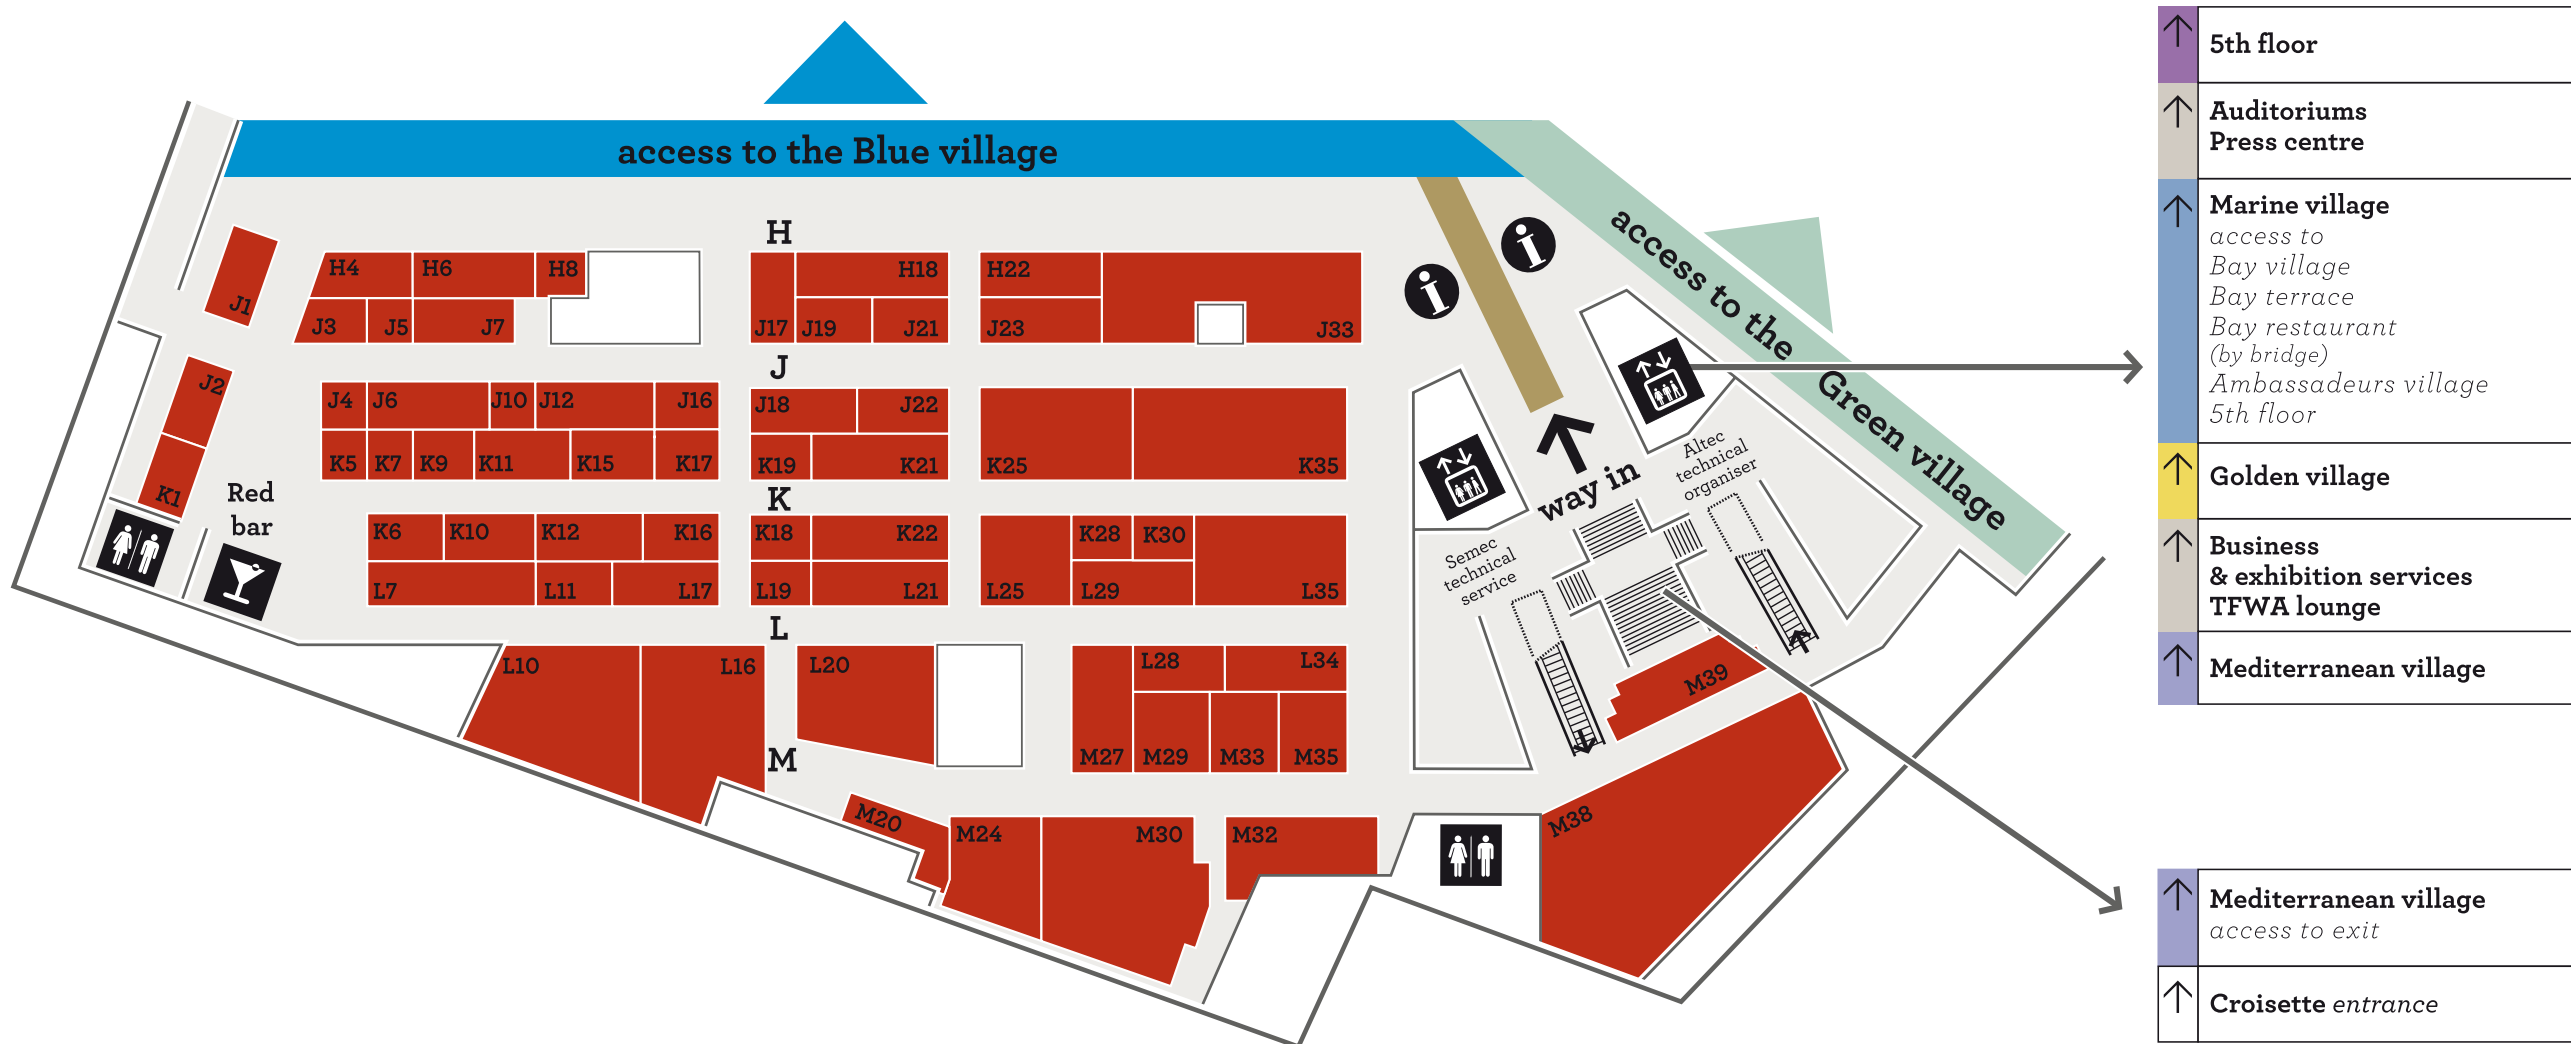 access to the Blue village
H
H4
H6
H8
H18
H22
J1
J3
J5
J7
J17
J19
J21
J23
J33
J
J2
J4
J6
J10
J12
J16
J18
J22
K1
K5
K7
K9
K11
K15
K17
K19
K21
K25
K35
K
Red
bar
K6
K10
K12
K16
K18
K22
K28
K30
L7
L11
L17
L19
L21
L25
L29
L35
L
L10
L16
L20
L28
L34
M
M27
M29
M33
M35
M20
M24
M30
M32
M38
M39
i
i
way in
Altec
technical
organiser
Semec
technical
service
access to the
Green village
5th floor
Auditoriums
Press centre
Marine village
access to
Bay village
Bay terrace
Bay restaurant
(by bridge)
Ambassadeurs village
5th floor
Golden village
Business
& exhibition services
TFWA lounge
Mediterranean village
Mediterranean village
access to exit
Croisette entrance